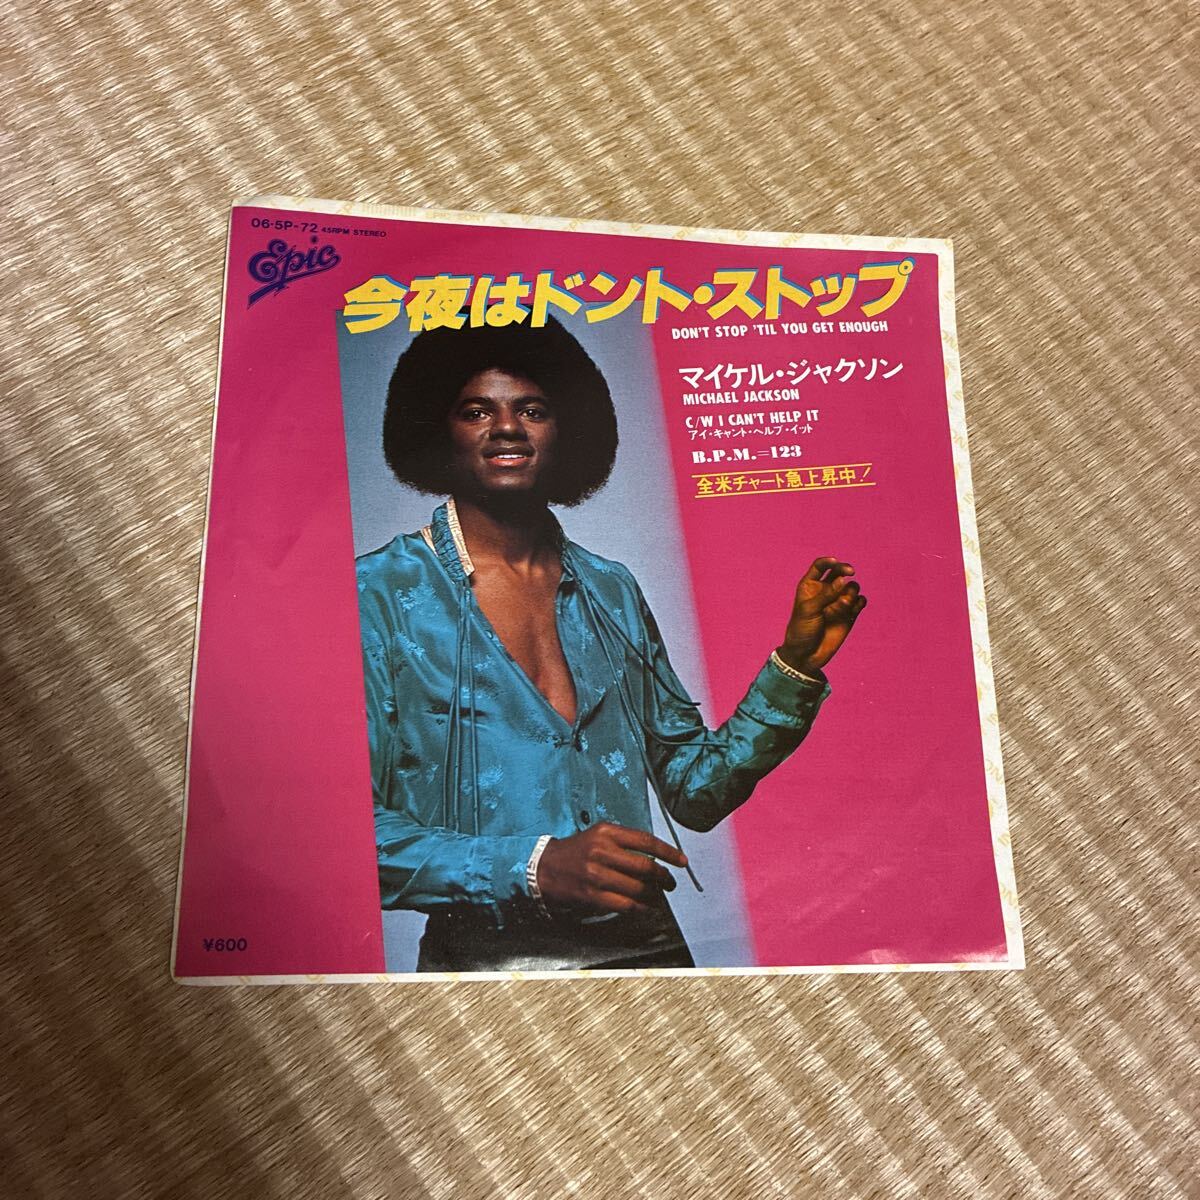 06・5P-72 45RPM STEREO
Epic
今夜はドント・ストップ
DON'T STOP 'TIL YOU GET ENOUGH
マイケル・ジャクソン
MICHAEL JACKSON
C/W I CAN'T HELP IT
アイ・キャント・ヘルプ・イット
B.P.M.=123
全米チャート急上昇中!
¥600
EPIC SONY